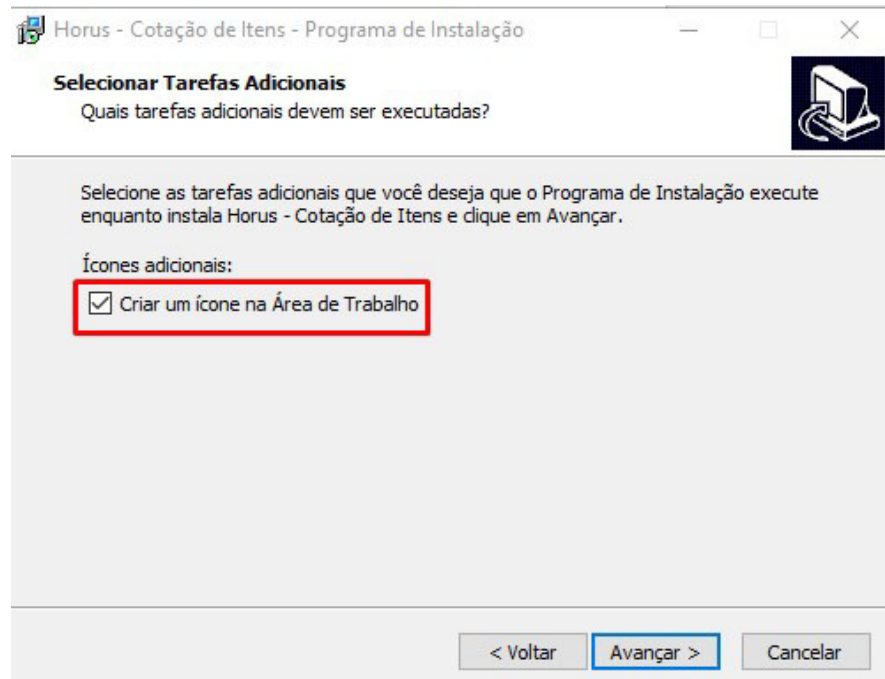 Horus - Cotação de Itens - Programa de Instalação
Selecionar Tarefas Adicionais
Quais tarefas adicionais devem ser executadas?
Selecione as tarefas adicionais que você deseja que o Programa de Instalação execute
enquanto instala Horus - Cotação de Itens e clique em Avançar.
Ícones adicionais:
Criar um ícone na Área de Trabalho
< Voltar
Avançar >
Cancelar